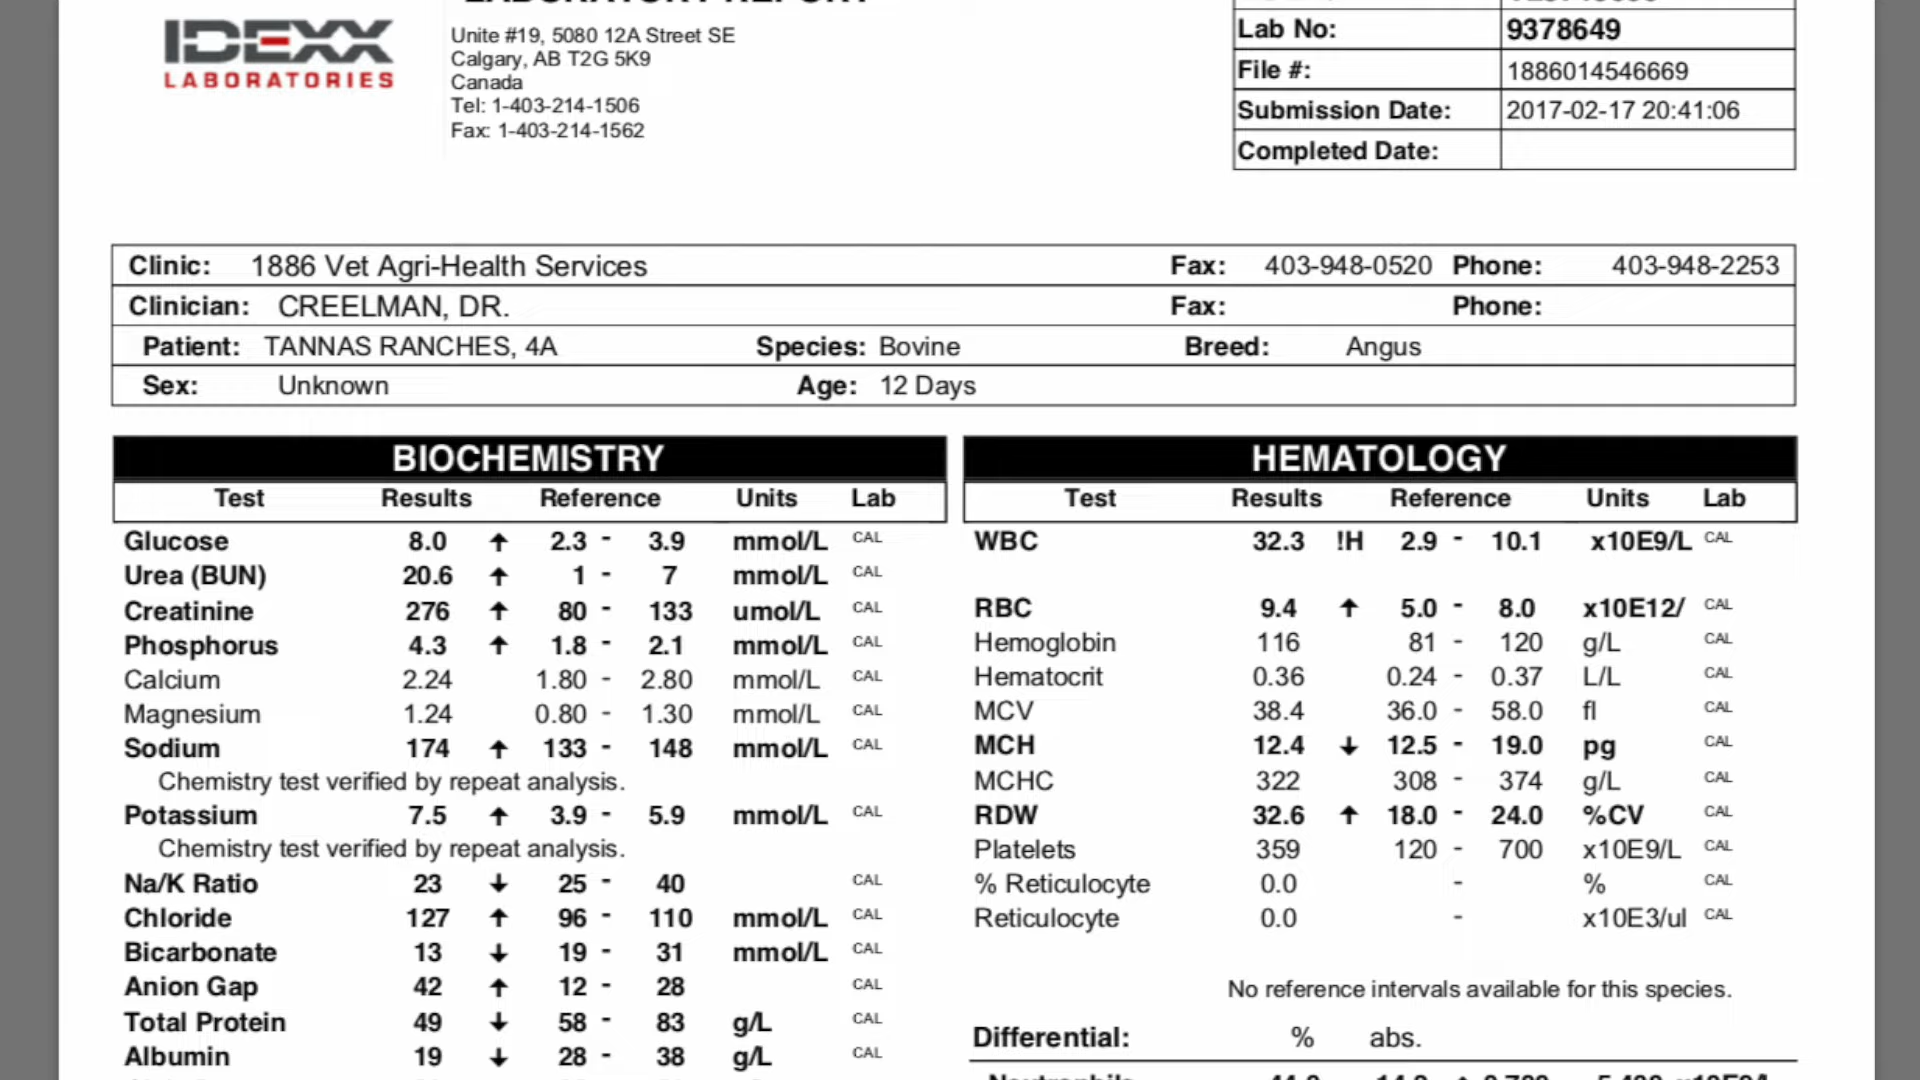 LABORATORY REPORT
IDEXX
LABORATORIES
Unite #19, 5080 12A Street SE
Calgary, AB T2G 5K9
Canada
Tel: 1-403-214-1506
Fax: 1-403-214-1562
Lab No: 9378649
File #: 1886014546669
Submission Date: 2017-02-17 20:41:06
Completed Date:
Clinic: 1886 Vet Agri-Health Services Fax: 403-948-0520 Phone: 403-948-2253
Clinician: CREELMAN, DR. Fax: Phone:
Patient: TANNAS RANCHES, 4A Species: Bovine Breed: Angus
Sex: Unknown Age: 12 Days
BIOCHEMISTRY
Test Results Reference Units Lab
Glucose 8.0 ↑ 2.3 - 3.9 mmol/L CAL
Urea (BUN) 20.6 ↑ 1 - 7 mmol/L CAL
Creatinine 276 ↑ 80 - 133 umol/L CAL
Phosphorus 4.3 ↑ 1.8 - 2.1 mmol/L CAL
Calcium 2.24 1.80 - 2.80 mmol/L CAL
Magnesium 1.24 0.80 - 1.30 mmol/L CAL
Sodium 174 ↑ 133 - 148 mmol/L CAL
Chemistry test verified by repeat analysis.
Potassium 7.5 ↑ 3.9 - 5.9 mmol/L CAL
Chemistry test verified by repeat analysis.
Na/K Ratio 23 ↓ 25 - 40 CAL
Chloride 127 ↑ 96 - 110 mmol/L CAL
Bicarbonate 13 ↓ 19 - 31 mmol/L CAL
Anion Gap 42 ↑ 12 - 28 CAL
Total Protein 49 ↓ 58 - 83 g/L CAL
Albumin 19 ↓ 28 - 38 g/L CAL
HEMATOLOGY
Test Results Reference Units Lab
WBC 32.3 !H 2.9 - 10.1 x10E9/L CAL
RBC 9.4 ↑ 5.0 - 8.0 x10E12/ CAL
Hemoglobin 116 81 - 120 g/L CAL
Hematocrit 0.36 0.24 - 0.37 L/L CAL
MCV 38.4 36.0 - 58.0 fl CAL
MCH 12.4 ↓ 12.5 - 19.0 pg CAL
MCHC 322 308 - 374 g/L CAL
RDW 32.6 ↑ 18.0 - 24.0 %CV CAL
Platelets 359 120 - 700 x10E9/L CAL
% Reticulocyte 0.0 - % CAL
Reticulocyte 0.0 - x10E3/ul CAL
No reference intervals available for this species.
Differential: % abs.
Neutrophils